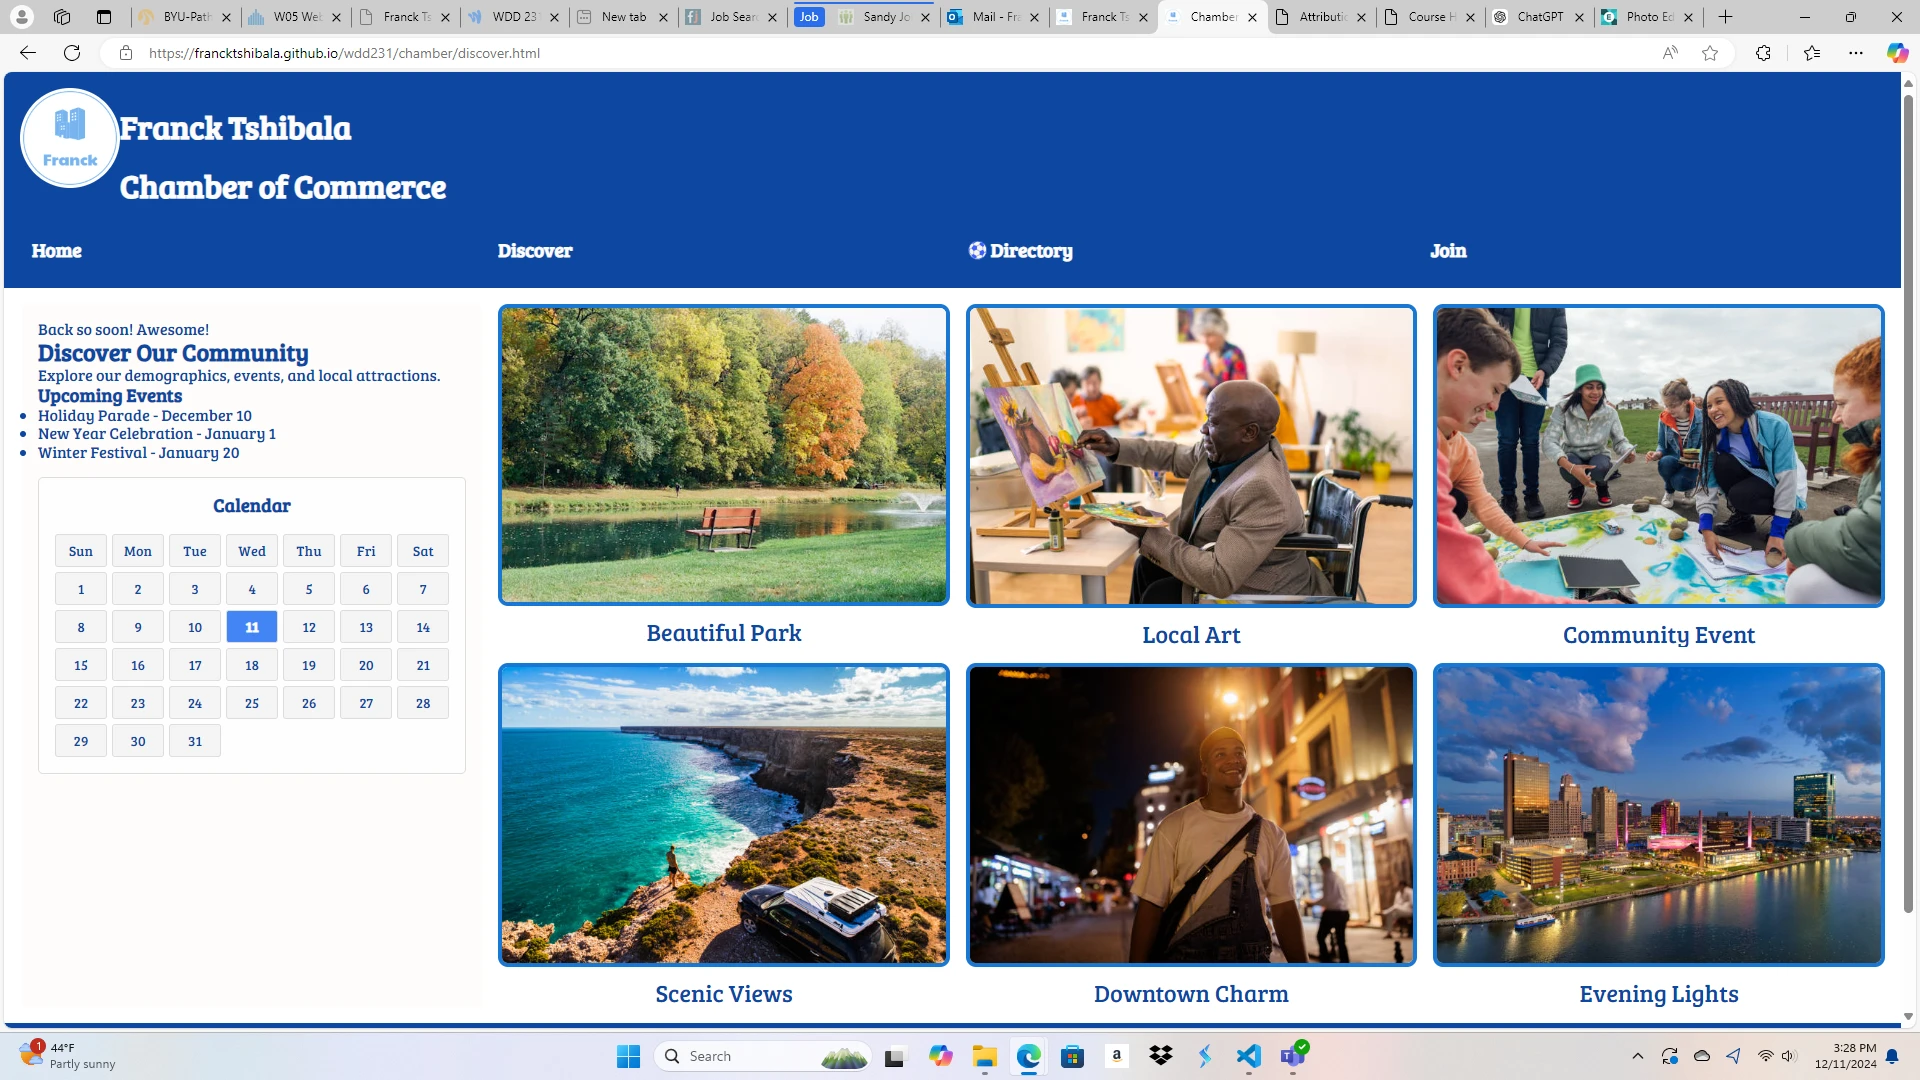 BYU-Path
W05 Wel
Franck Ts
WDD 231
New tab
Job Sear
Job
Sandy Jo
Mail - Fra
Franck Ts
Chamber
Attributic
Course H
ChatGPT
Photo Ed
https://francktshibala.github.io/wdd231/chamber/discover.html
Franck
Franck Tshibala
Chamber of Commerce
Home
Discover
⚽ Directory
Join
Back so soon! Awesome!
Discover Our Community
Explore our demographics, events, and local attractions.
Upcoming Events
Holiday Parade - December 10
New Year Celebration - January 1
Winter Festival - January 20
Calendar
Sun Mon Tue Wed Thu Fri Sat
1 2 3 4 5 6 7
8 9 10 11 12 13 14
15 16 17 18 19 20 21
22 23 24 25 26 27 28
29 30 31
Beautiful Park
Local Art
Community Event
Scenic Views
Downtown Charm
Evening Lights
1
44°F
Partly sunny
Search
a
3:28 PM
12/11/2024